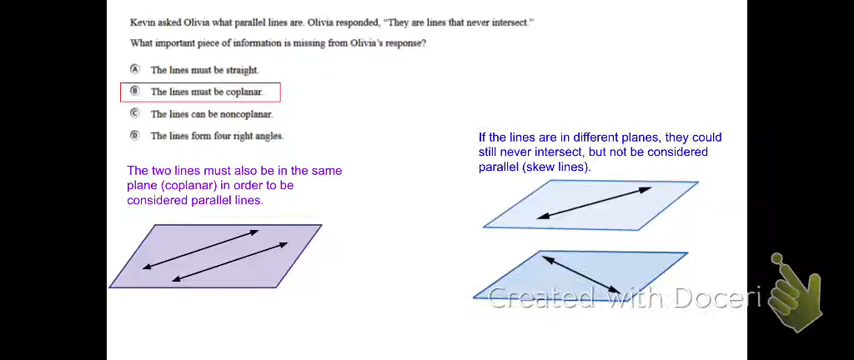 Kevin asked Olivia what parallel lines are. Olivia responded, “They are lines that never intersect.”
What important piece of information is missing from Olivia's response?
A The lines must be straight.
B The lines must be coplanar.
C The lines can be noncoplanar.
D The lines form four right angles.
The two lines must also be in the same
plane (coplanar) in order to be
considered parallel lines.
If the lines are in different planes, they could
still never intersect, but not be considered
parallel (skew lines).
Created with Doceri